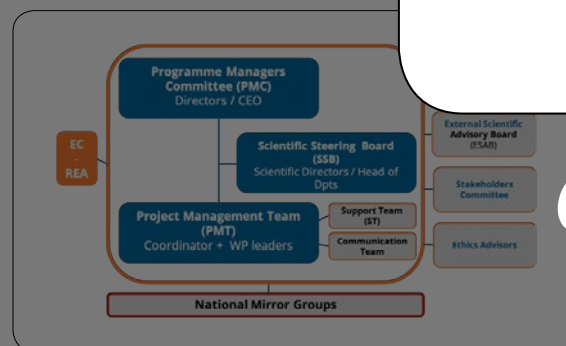 Programme Managers
Committee (PMC)
Directors / CEO
EC
-
REA
Scientific Steering Board
(SSB)
Scientific Directors / Head of
Dpts
External Scientific
Advisory Board
(ESAB)
Stakeholders
Committee
Project Management Team
(PMT)
Coordinator + WP leaders
Support Team
(ST)
Communication
Team
Ethics Advisors
National Mirror Groups